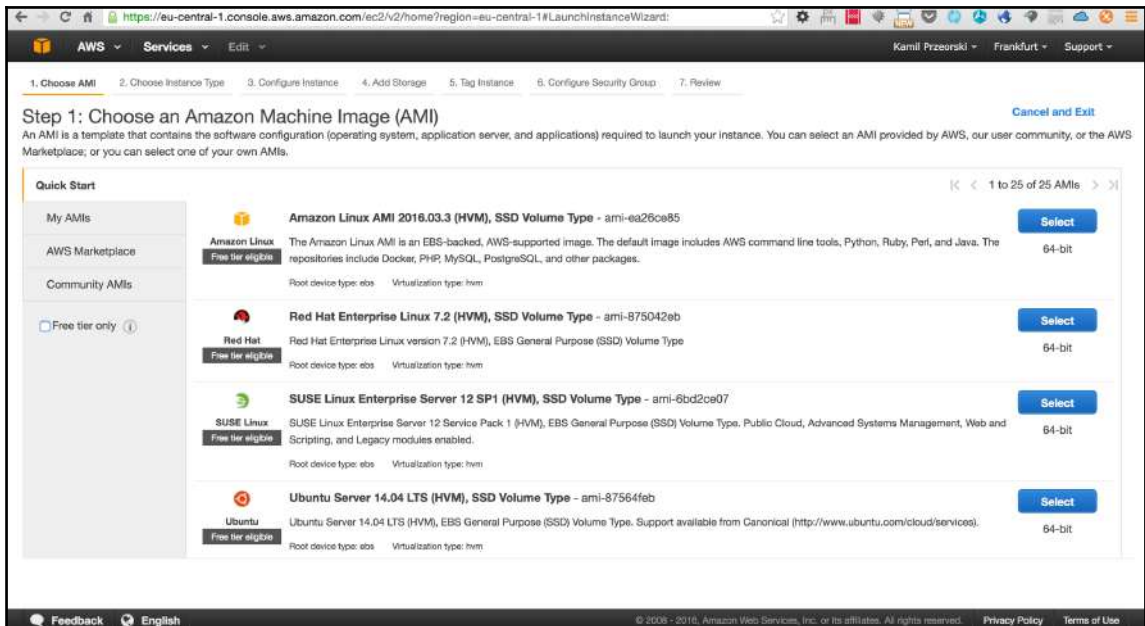 https://eu-central-1.console.aws.amazon.com/ec2/v2/home?region=eu-central-1#LaunchInstanceWizard:
AWS Services Edit Kamil Przeorski Frankfurt Support
1. Choose AMI 2. Choose Instance Type 3. Configure Instance 4. Add Storage 5. Tag Instance 6. Configure Security Group 7. Review
Step 1: Choose an Amazon Machine Image (AMI)
Cancel and Exit
An AMI is a template that contains the software configuration (operating system, application server, and applications) required to launch your instance. You can select an AMI provided by AWS, our user community, or the AWS
Marketplace; or you can select one of your own AMIs.
Quick Start
1 to 25 of 25 AMIs
My AMIs
AWS Marketplace
Community AMIs
Free tier only
Amazon Linux
Free tier eligible
Amazon Linux AMI 2016.03.3 (HVM), SSD Volume Type - ami-ea26ce85
The Amazon Linux AMI is an EBS-backed, AWS-supported image. The default image includes AWS command line tools, Python, Ruby, Perl, and Java. The
repositories include Docker, PHP, MySQL, PostgreSQL, and other packages.
Root device type: ebs Virtualization type: hvm
Select
64-bit
Red Hat
Free tier eligible
Red Hat Enterprise Linux 7.2 (HVM), SSD Volume Type - ami-875042eb
Red Hat Enterprise Linux version 7.2 (HVM), EBS General Purpose (SSD) Volume Type
Root device type: ebs Virtualization type: hvm
Select
64-bit
SUSE Linux
Free tier eligible
SUSE Linux Enterprise Server 12 SP1 (HVM), SSD Volume Type - ami-6bd2ce07
SUSE Linux Enterprise Server 12 Service Pack 1 (HVM), EBS General Purpose (SSD) Volume Type. Public Cloud, Advanced Systems Management, Web and
Scripting, and Legacy modules enabled.
Root device type: ebs Virtualization type: hvm
Select
64-bit
Ubuntu
Free tier eligible
Ubuntu Server 14.04 LTS (HVM), SSD Volume Type - ami-87564feb
Ubuntu Server 14.04 LTS (HVM), EBS General Purpose (SSD) Volume Type. Support available from Canonical (http://www.ubuntu.com/cloud/services).
Root device type: ebs Virtualization type: hvm
Select
64-bit
Feedback English © 2008 - 2016, Amazon Web Services, Inc. or its affiliates. All rights reserved. Privacy Policy Terms of Use